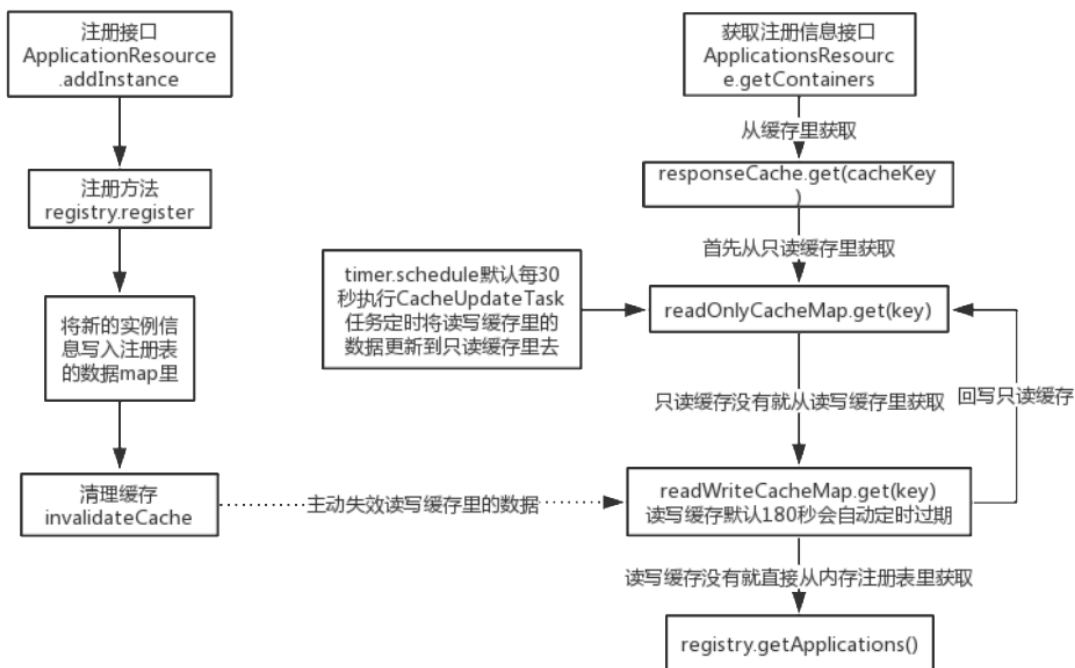 注册接口
ApplicationResource
.addInstance
注册方法
registry.register
将新的实例信
息写入注册表
的数据map里
清理缓存
invalidateCache
主动失效读写缓存里的数据
获取注册信息接口
ApplicationsResourc
e.getContainers
从缓存里获取
responseCache.get(cacheKey
)
首先从只读缓存里获取
timer.schedule默认每30
秒执行CacheUpdateTask
任务定时将读写缓存里的
数据更新到只读缓存里去
readOnlyCacheMap.get(key)
只读缓存没有就从读写缓存里获取
回写只读缓存
readWriteCacheMap.get(key)
读写缓存默认180秒会自动定时过期
读写缓存没有就直接从内存注册表里获取
registry.getApplications()